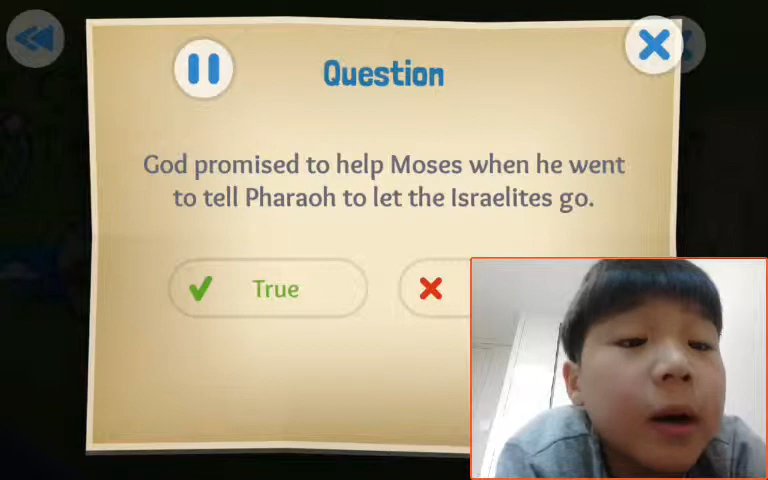 Question
God promised to help Moses when he went
to tell Pharaoh to let the Israelites go.
True